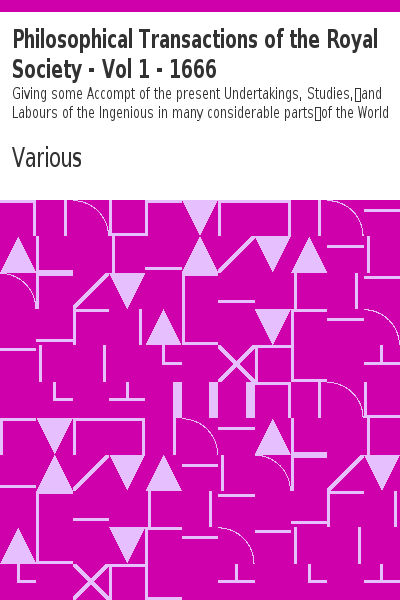 Philosophical Transactions of the Royal
Society - Vol 1 - 1666
Giving some Accompt of the present Undertakings, Studies,▯and
Labours of the Ingenious in many considerable parts▯of the World
Various